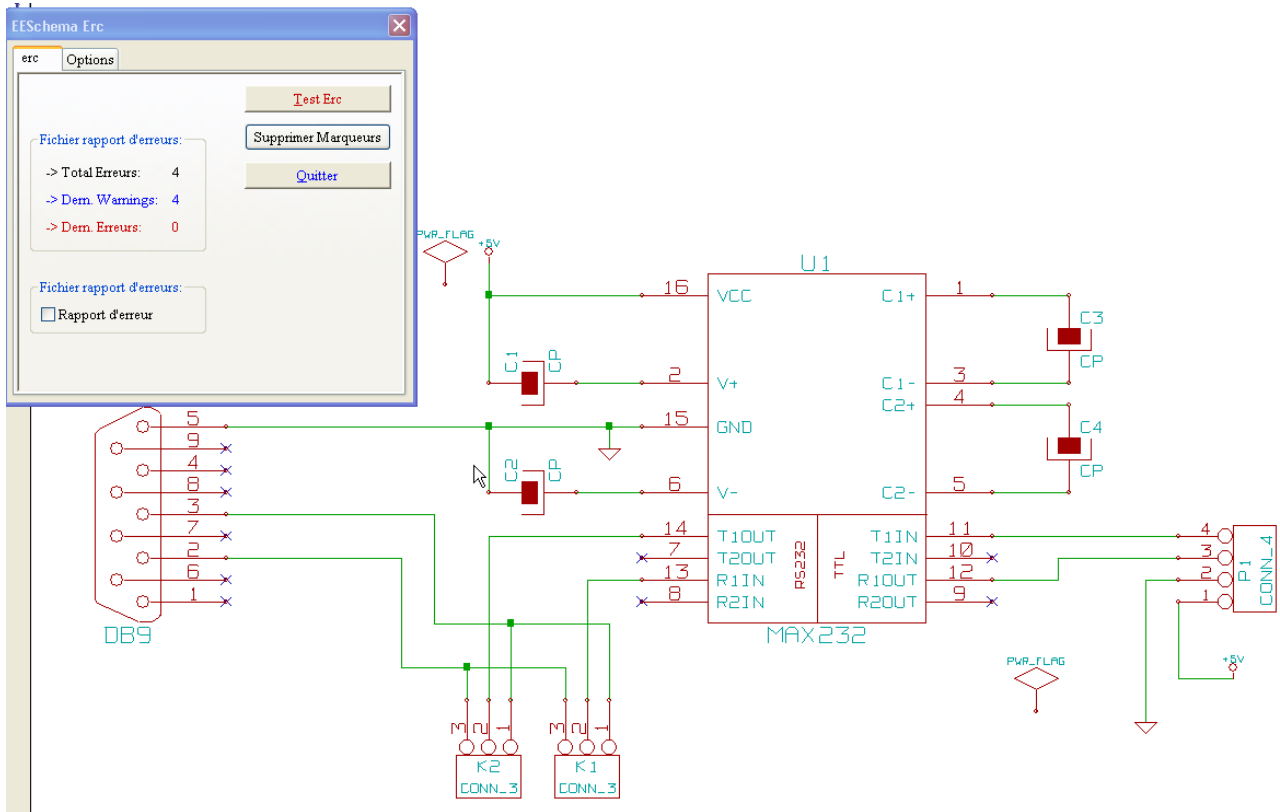 EESchema Erc
erc Options
Test Erc
Fichier rapport d'erreurs:
Supprimer Marqueurs
-> Total Erreurs: 4
-> Dern. Warnings: 4
-> Dern. Erreurs: 0
Quitter
Fichier rapport d'erreurs:
Rapport d'erreur
PWR_FLAG
+5V
U1
16 VCC C1+ 1
C3
CP
C1 CP
2 V+ C1- 3
C2+ 4
15 GND
C4
CP
C2 CP
6 V- C2- 5
5
9
4
8
3
7
2
6
1
DB9
14 T1OUT T1IN 11
7 T2OUT T2IN 10
13 R1IN R1OUT 12
8 R2IN R2OUT 9
RS232 TTL
MAX232
4
3
2
1
P1
CONN_4
PWR_FLAG
+5V
3 2 1
K2
CONN_3
3 2 1
K1
CONN_3